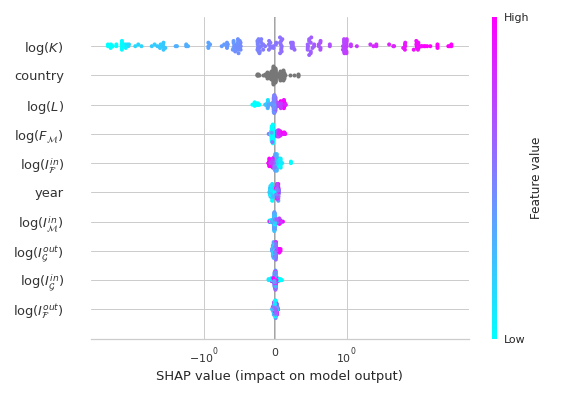 High
log(K)
country
log(L)
log(F_ℳ)
log(I_ℱ^in)
year
log(I_ℳ^in)
log(I_𝒢^out)
log(I_𝒢^in)
log(I_ℱ^out)
Feature value
Low
−10^0 0 10^0
SHAP value (impact on model output)